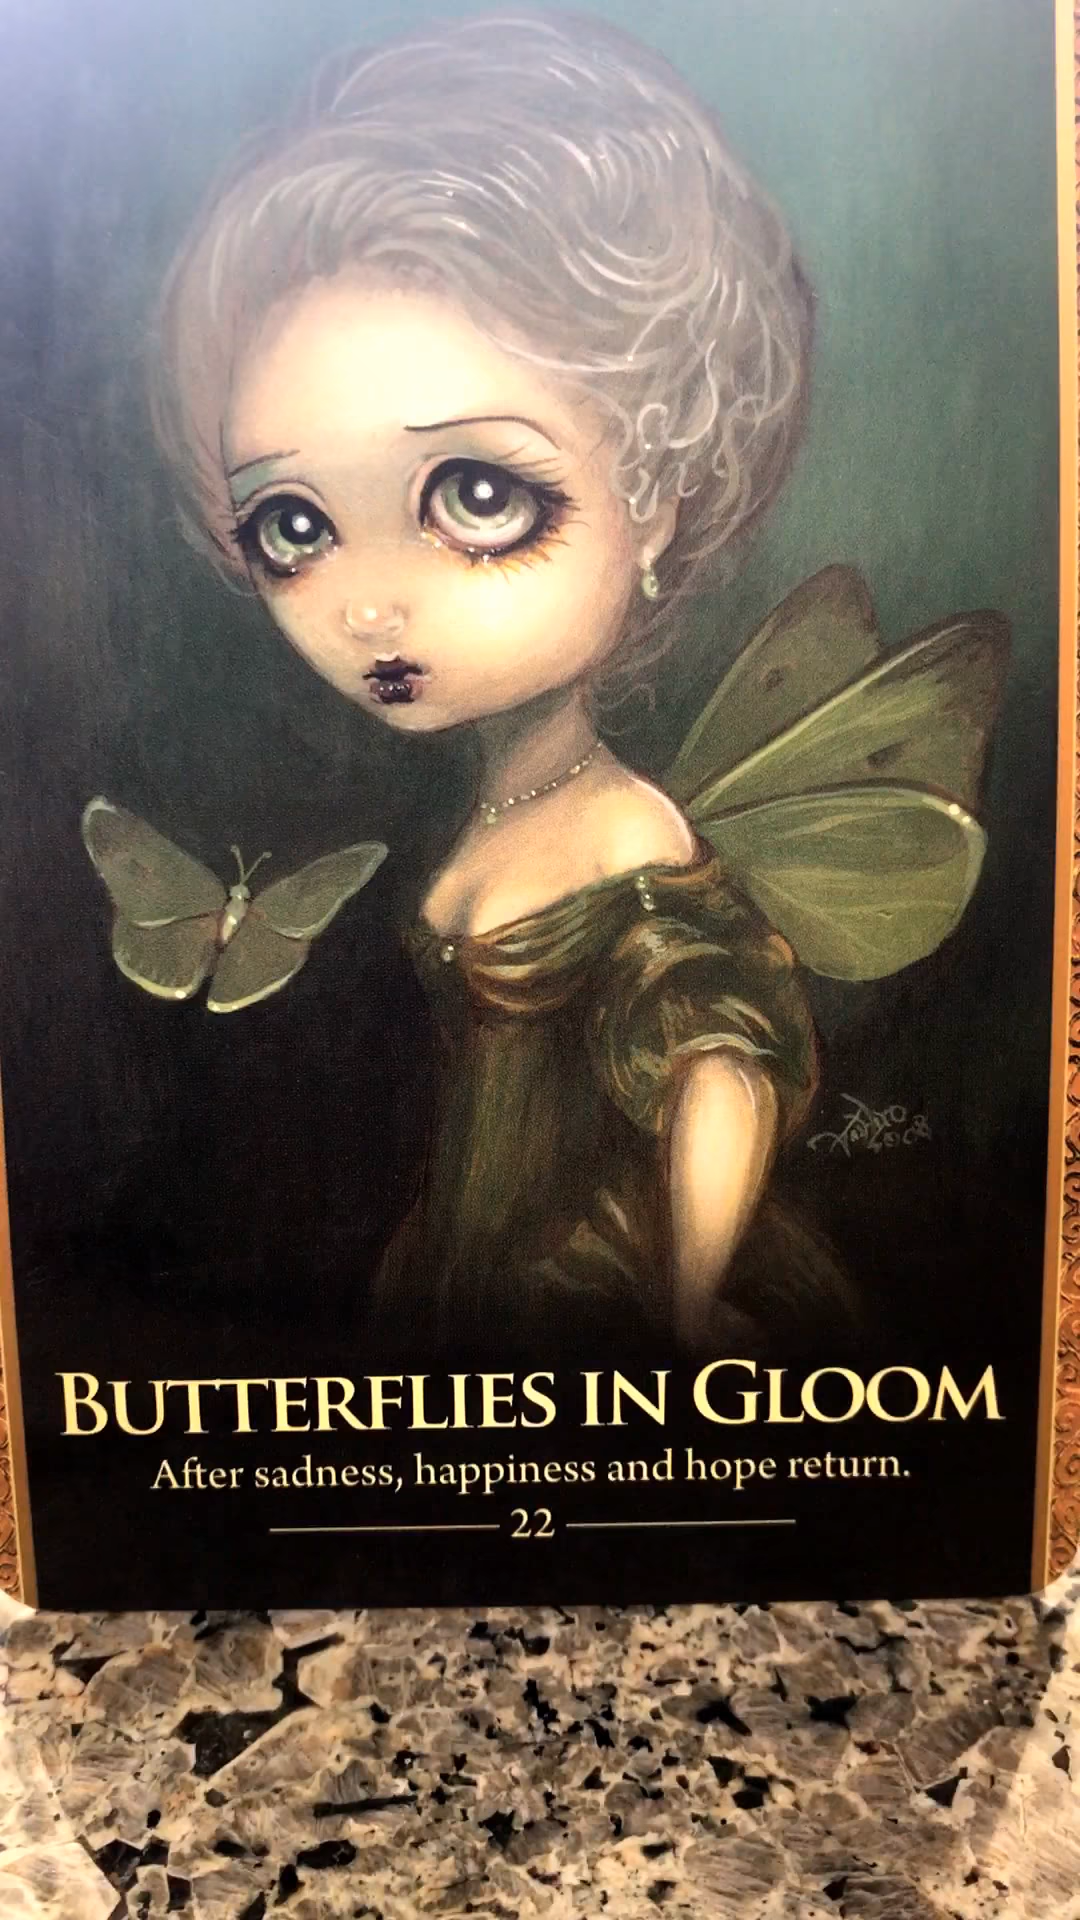 BUTTERFLIES IN GLOOM
After sadness, happiness and hope return.
22